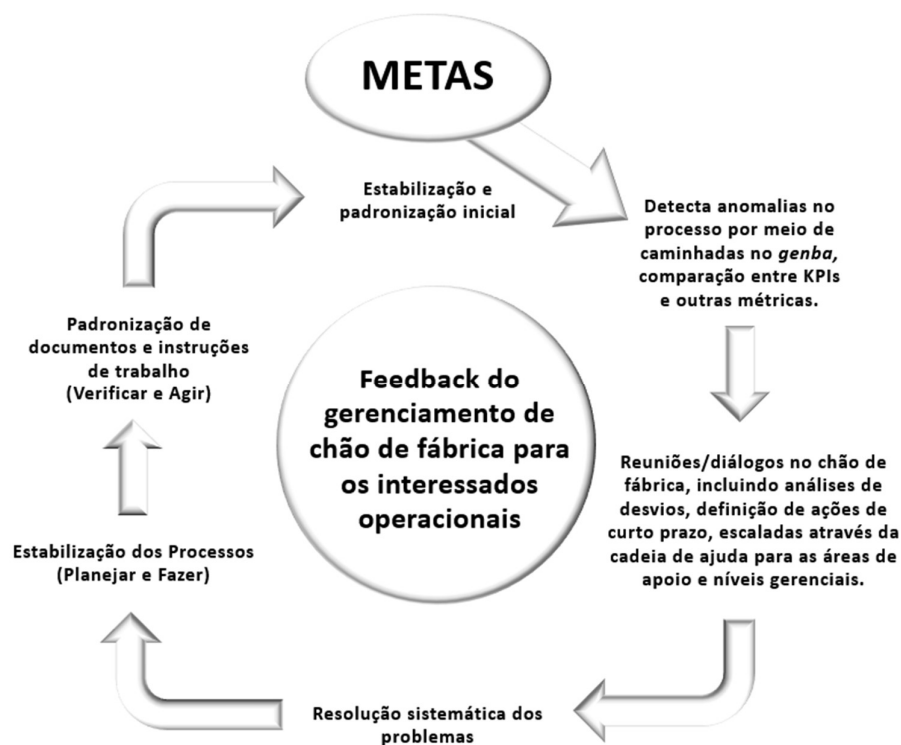 METAS
Estabilização e
padronização inicial
Detecta anomalias no
processo por meio de
caminhadas no genba,
comparação entre KPIs
e outras métricas.
Reuniões/diálogos no chão de
fábrica, incluindo análises de
desvios, definição de ações de
curto prazo, escaladas através da
cadeia de ajuda para as áreas de
apoio e níveis gerenciais.
Resolução sistemática dos
problemas
Estabilização dos Processos
(Planejar e Fazer)
Padronização de
documentos e instruções
de trabalho
(Verificar e Agir)
Feedback do
gerenciamento de
chão de fábrica para
os interessados
operacionais